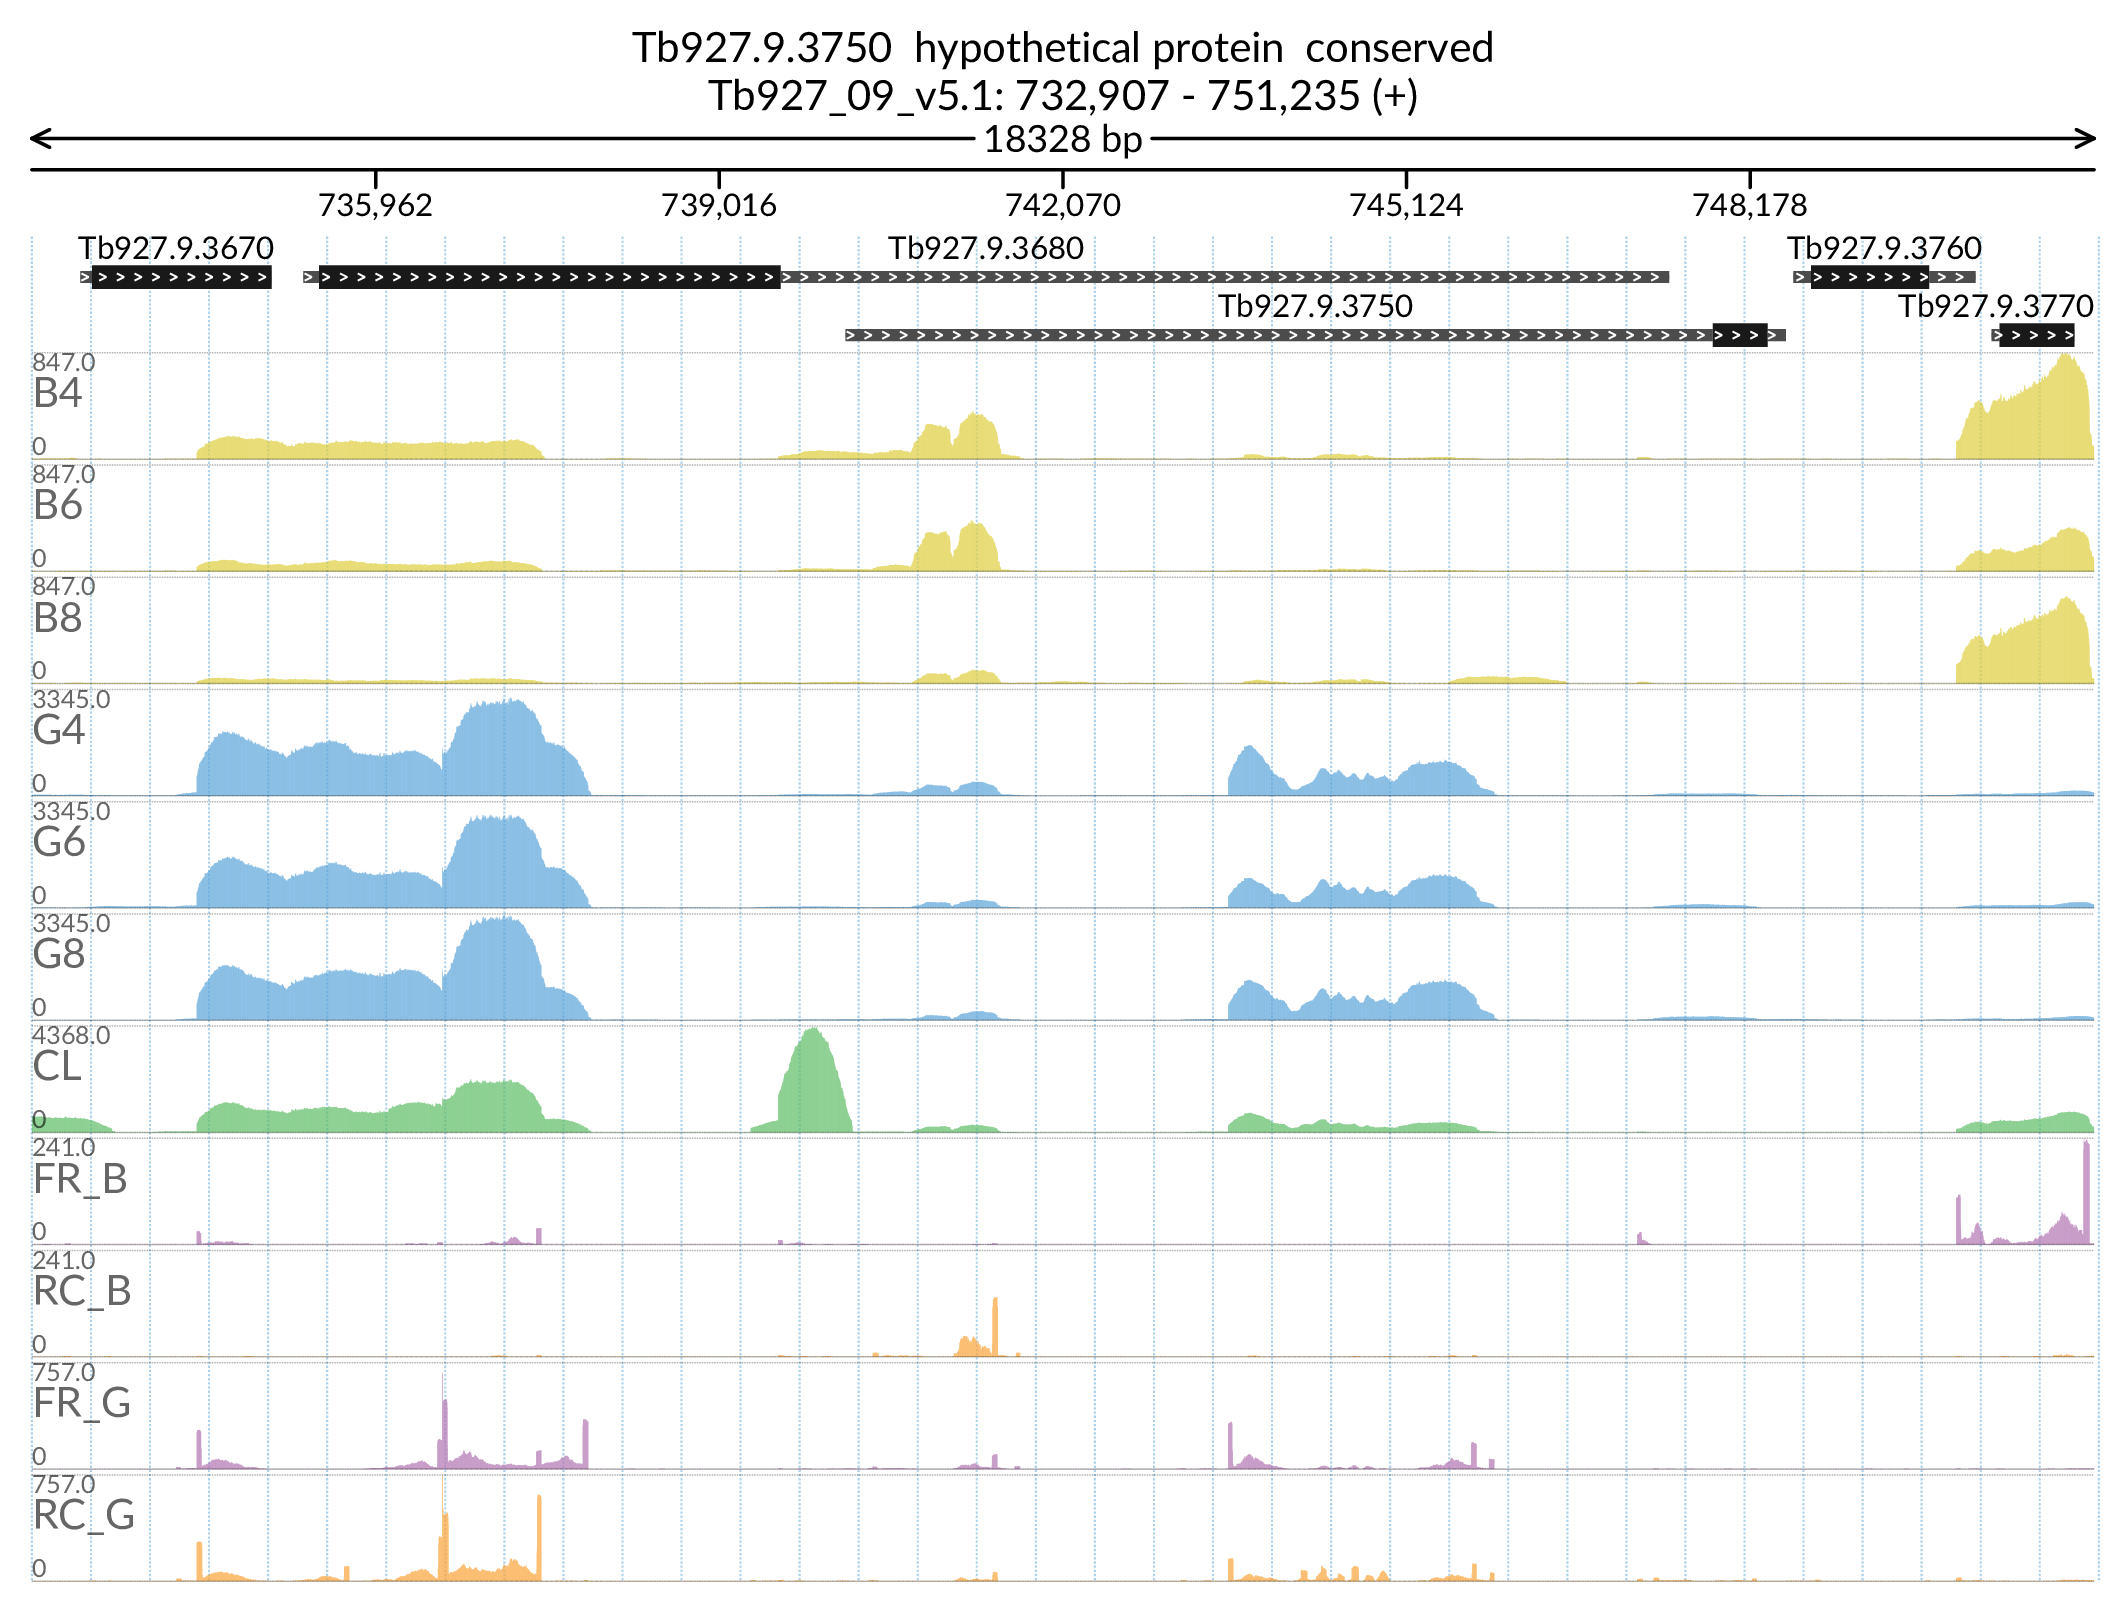 Tb927.9.3750  hypothetical protein  conserved
Tb927_09_v5.1: 732,907 - 751,235 (+)
18328 bp
735,962 739,016 742,070 745,124 748,178
Tb927.9.3670 Tb927.9.3680 Tb927.9.3760
Tb927.9.3750 Tb927.9.3770
847.0
B4
0
847.0
B6
0
847.0
B8
0
3345.0
G4
0
3345.0
G6
0
3345.0
G8
0
4368.0
CL
0
241.0
FR_B
0
241.0
RC_B
0
757.0
FR_G
0
757.0
RC_G
0